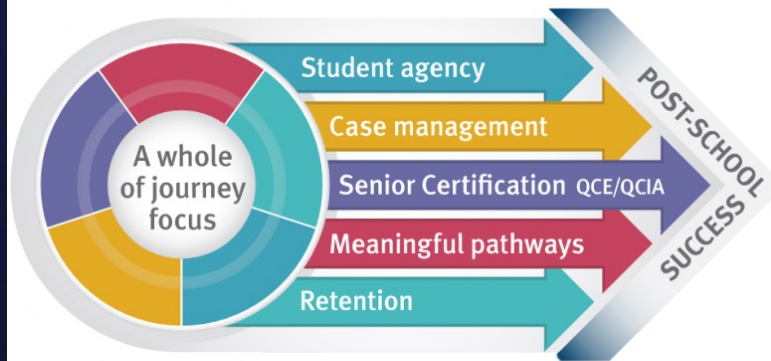 A whole
of journey
focus
Student agency
Case management
Senior Certification QCE/QCIA
Meaningful pathways
Retention
POST-SCHOOL
SUCCESS